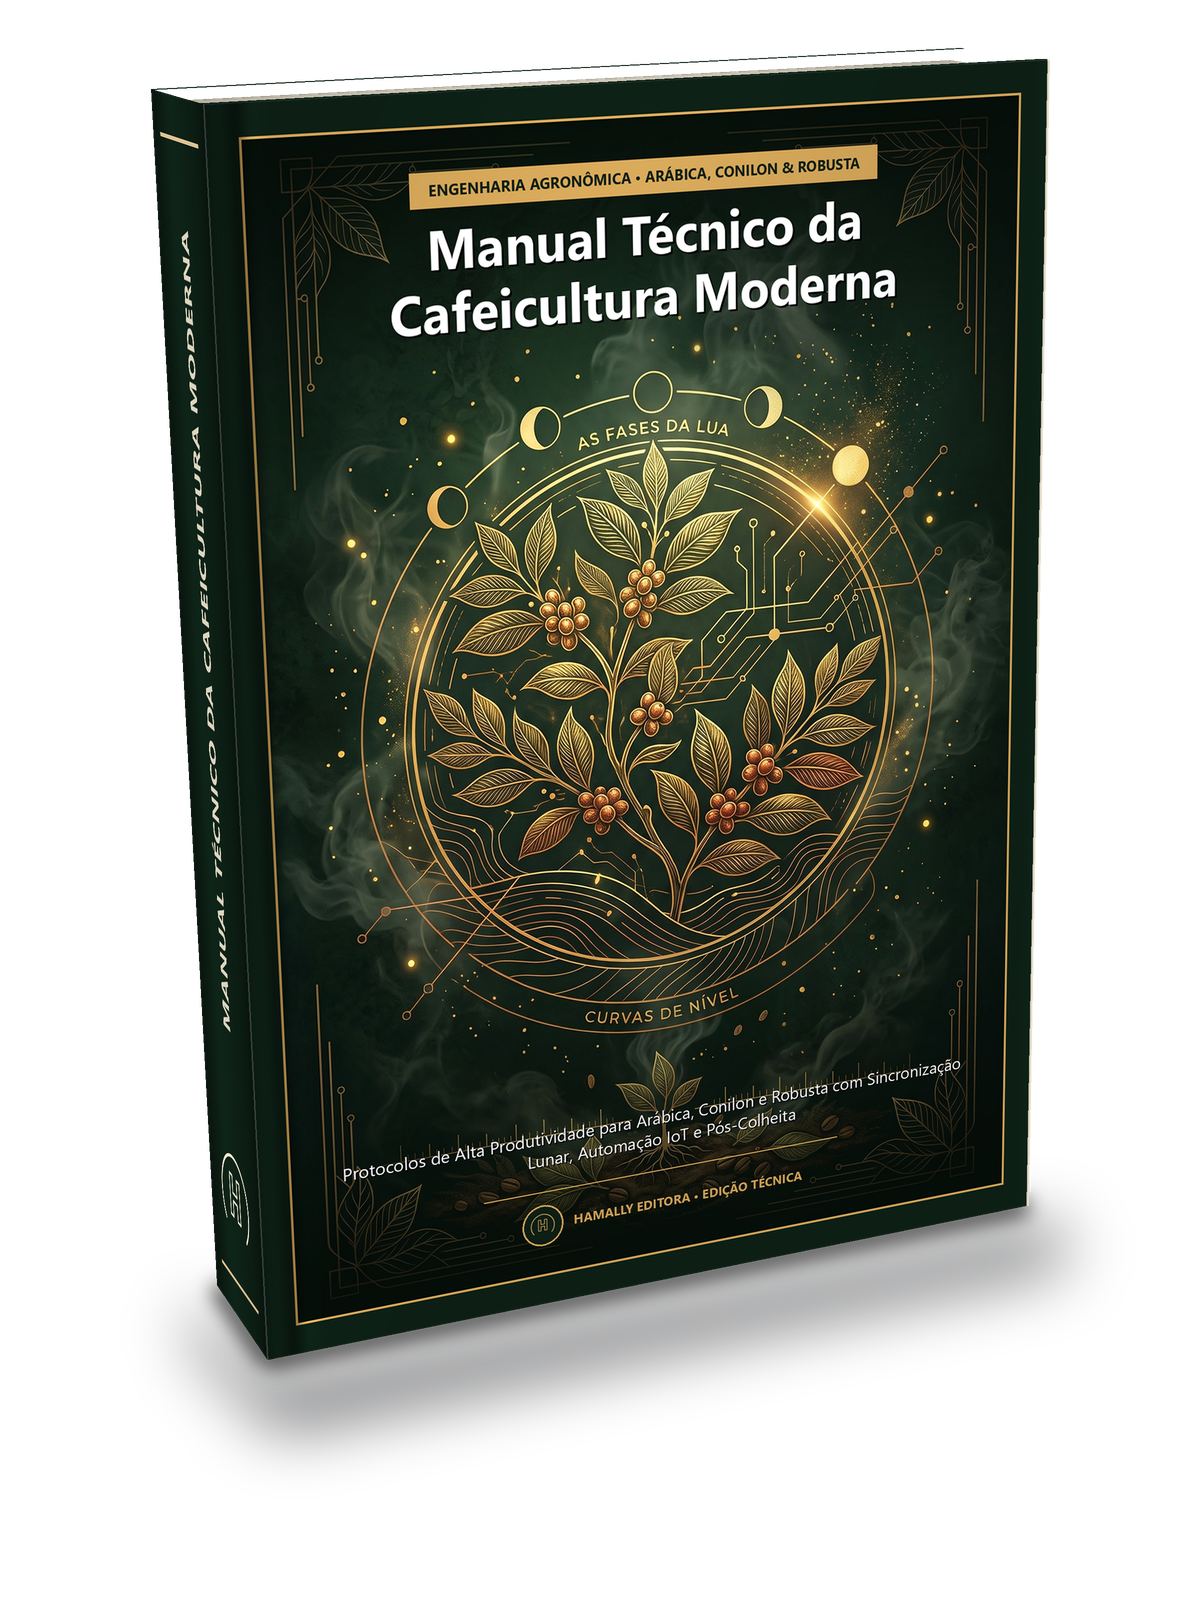 ENGENHARIA AGRONÔMICA • ARÁBICA, CONILON & ROBUSTA
Manual Técnico da
Cafeicultura Moderna
AS FASES DA LUA
CURVAS DE NÍVEL
Protocolos de Alta Produtividade para Arábica, Conilon e Robusta com Sincronização
Lunar, Automação IoT e Pós-Colheita
H
HAMALLY EDITORA • EDIÇÃO TÉCNICA
MANUAL TÉCNICO DA CAFEICULTURA MODERNA